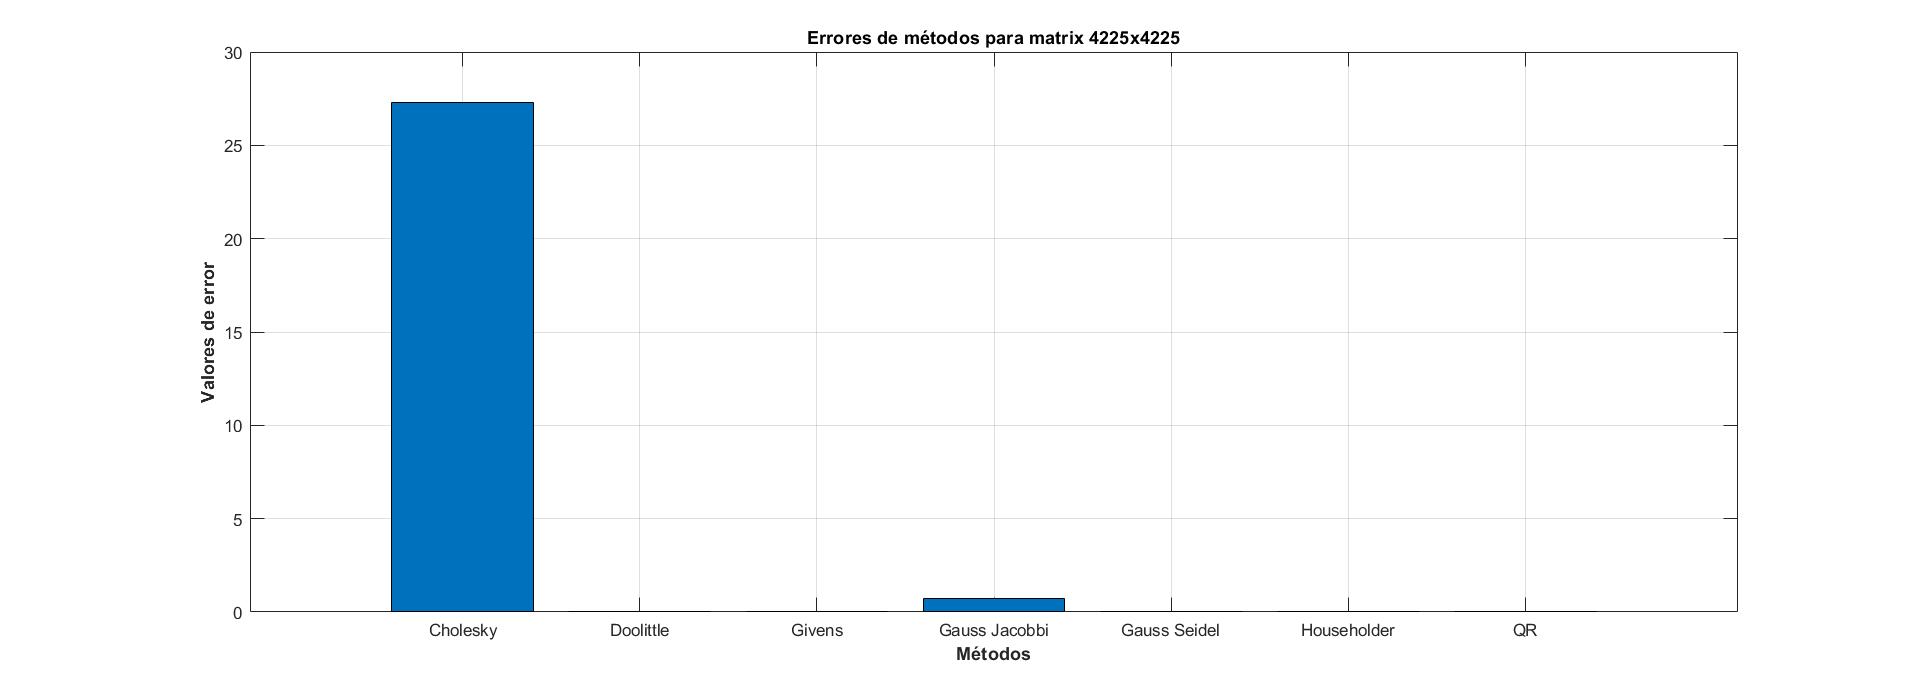 Errores de métodos para matrix 4225x4225
30
25
20
15
10
5
0
Valores de error
Cholesky Doolittle Givens Gauss Jacobbi Gauss Seidel Householder QR
Métodos